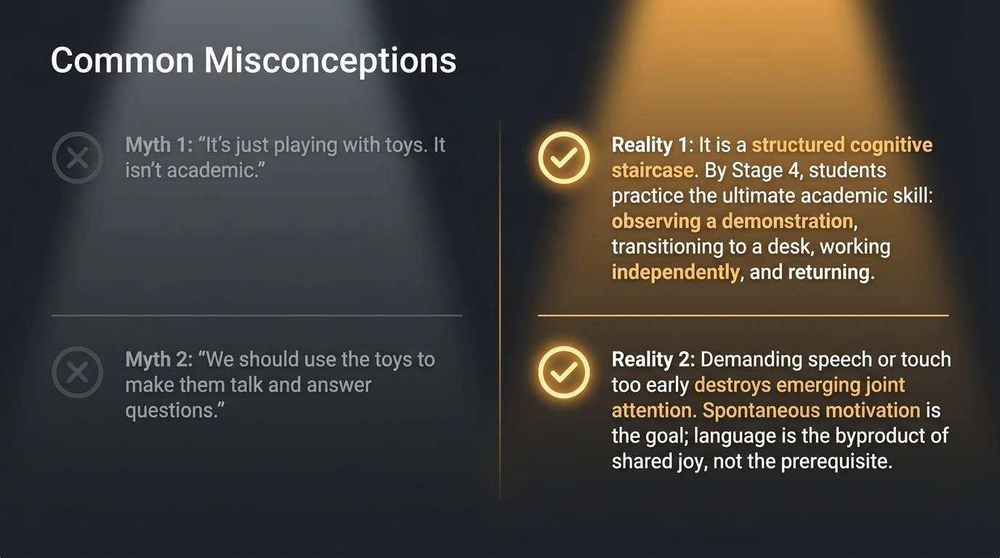 Common Misconceptions
Myth 1: “It’s just playing with toys. It
isn’t academic.”
Reality 1: It is a structured cognitive
staircase. By Stage 4, students
practice the ultimate academic skill:
observing a demonstration,
transitioning to a desk, working
independently, and returning.
Myth 2: “We should use the toys to
make them talk and answer
questions.”
Reality 2: Demanding speech or touch
too early destroys emerging joint
attention. Spontaneous motivation is
the goal; language is the byproduct of
shared joy, not the prerequisite.